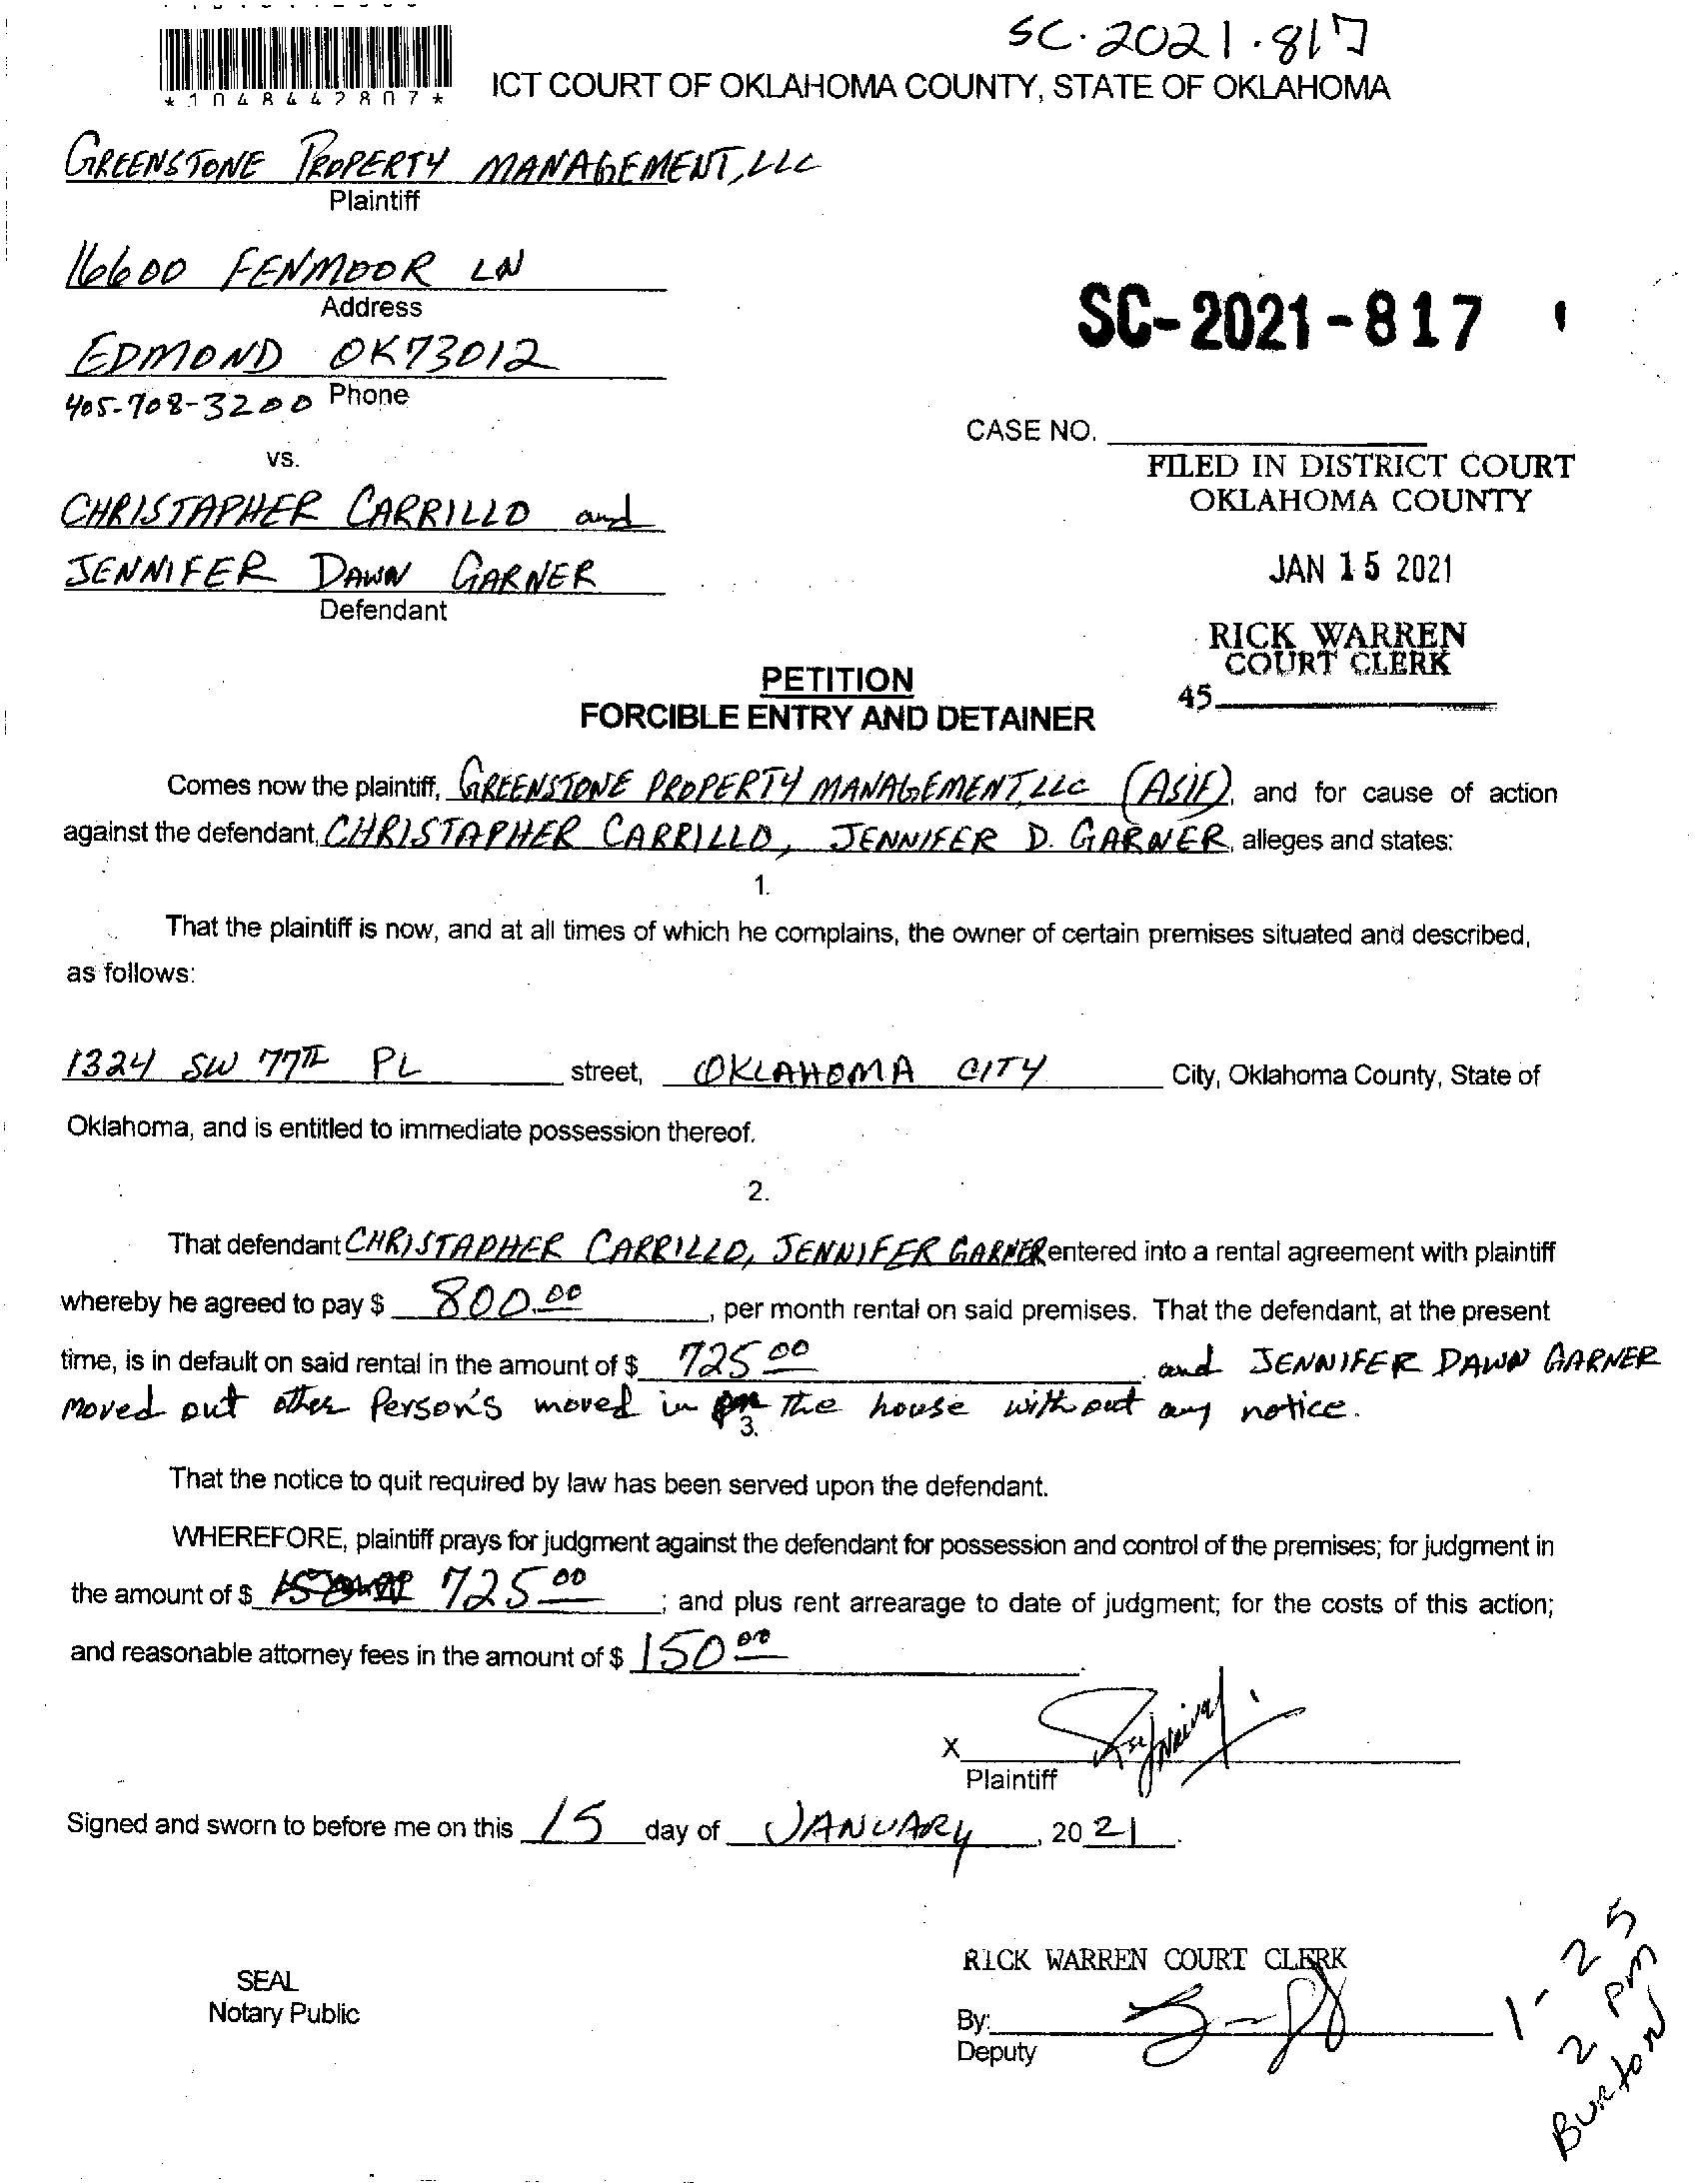 SC.2021.817
*1048442807*
ICT COURT OF OKLAHOMA COUNTY, STATE OF OKLAHOMA
GREENSTONE PROPERTY MANAGEMENT, LLC
Plaintiff
16600 FENMOOR LN
Address
EDMOND OK 73012
405-708-3200 Phone
SC-2021-817
CASE NO.
vs.
FILED IN DISTRICT COURT
OKLAHOMA COUNTY
CHRISTAPHER CARRILLO and
JENNIFER DAWN GARNER
Defendant
JAN 15 2021
RICK WARREN
COURT CLERK
45
PETITION
FORCIBLE ENTRY AND DETAINER
Comes now the plaintiff, GREENSTONE PROPERTY MANAGEMENT, LLC (ASIF), and for cause of action
against the defendant, CHRISTAPHER CARRILLO, JENNIFER D. GARNER, alleges and states:
1.
That the plaintiff is now, and at all times of which he complains, the owner of certain premises situated and described,
as follows:
1324 SW 77TH PL street, OKLAHOMA CITY City, Oklahoma County, State of
Oklahoma, and is entitled to immediate possession thereof.
2.
That defendant CHRISTAPHER CARRILLO, JENNIFER GARNER entered into a rental agreement with plaintiff
whereby he agreed to pay $ 800.00, per month rental on said premises. That the defendant, at the present
time, is in default on said rental in the amount of $ 725 00. and JENNIFER DAWN GARNER
moved out other Person's moved in The house without any notice.
3.
That the notice to quit required by law has been served upon the defendant.
WHEREFORE, plaintiff prays for judgment against the defendant for possession and control of the premises; for judgment in
the amount of $ 725 00; and plus rent arrearage to date of judgment; for the costs of this action;
and reasonable attorney fees in the amount of $ 150 00.
X
Plaintiff
Signed and sworn to before me on this 15 day of JANUARY, 20 21.
RICK WARREN COURT CLERK
SEAL
Notary Public
By:
Deputy
1-25
2 pm
Burton